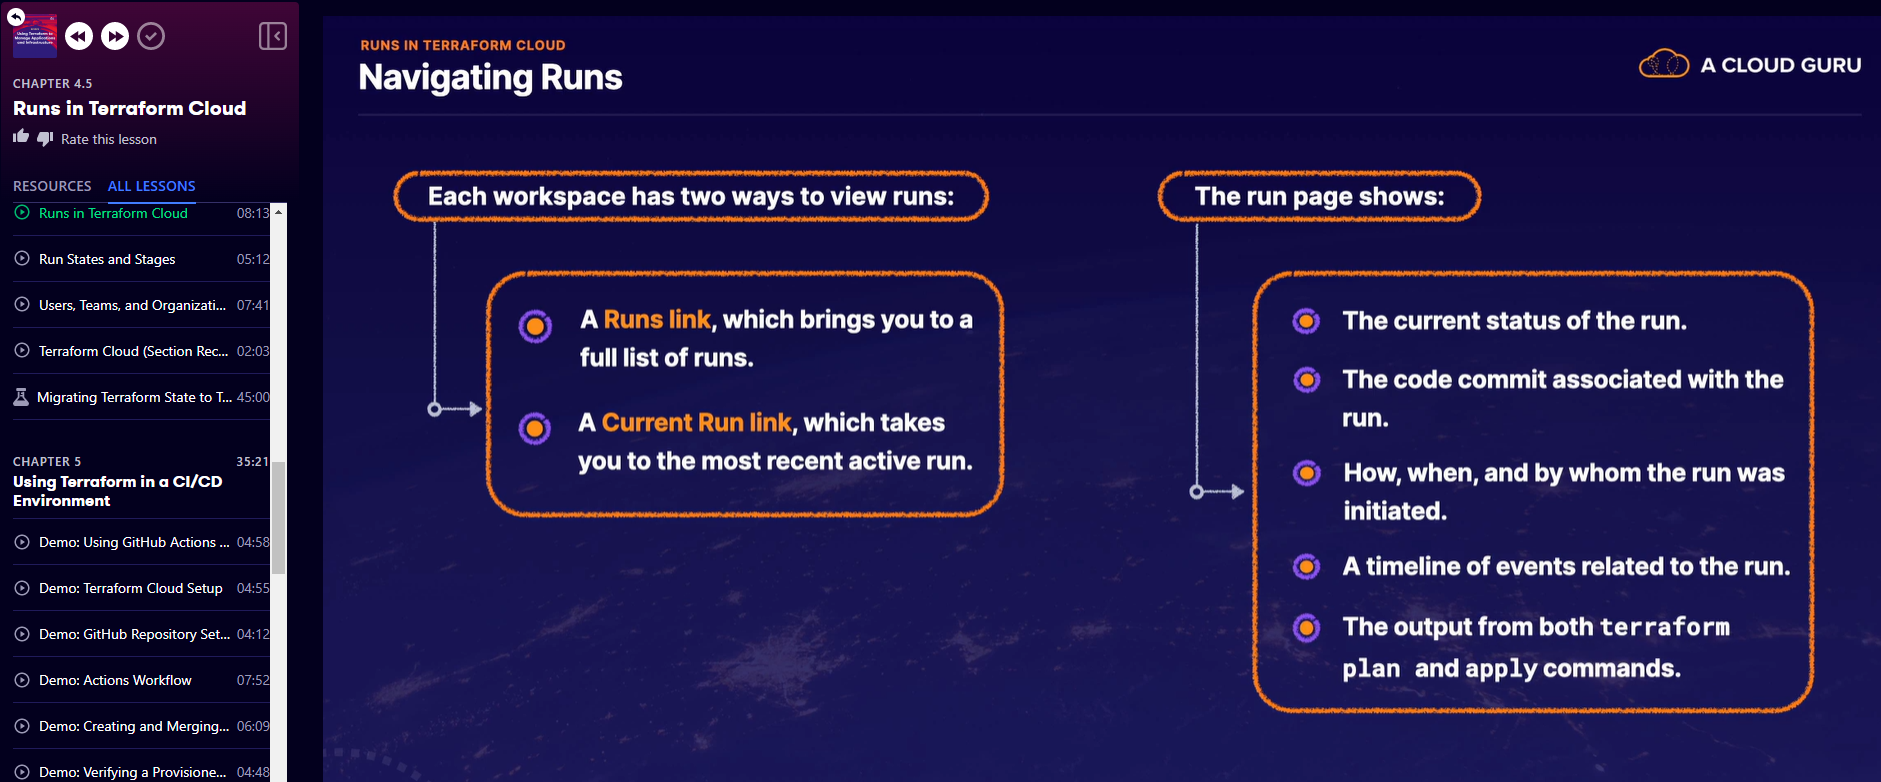 Using Terraform to
Manage Applications
and Infrastructure
CHAPTER 4.5
Runs in Terraform Cloud
Rate this lesson
RESOURCES ALL LESSONS
Runs in Terraform Cloud 08:13
Run States and Stages 05:12
Users, Teams, and Organizati... 07:41
Terraform Cloud (Section Rec... 02:03
Migrating Terraform State to T... 45:00
CHAPTER 5 35:21
Using Terraform in a CI/CD
Environment
Demo: Using GitHub Actions ... 04:58
Demo: Terraform Cloud Setup 04:55
Demo: GitHub Repository Set... 04:12
Demo: Actions Workflow 07:52
Demo: Creating and Merging... 06:09
Demo: Verifying a Provisione... 04:48
RUNS IN TERRAFORM CLOUD
Navigating Runs
A CLOUD GURU
Each workspace has two ways to view runs:
A Runs link, which brings you to a
full list of runs.
A Current Run link, which takes
you to the most recent active run.
The run page shows:
The current status of the run.
The code commit associated with the
run.
How, when, and by whom the run was
initiated.
A timeline of events related to the run.
The output from both terraform
plan and apply commands.